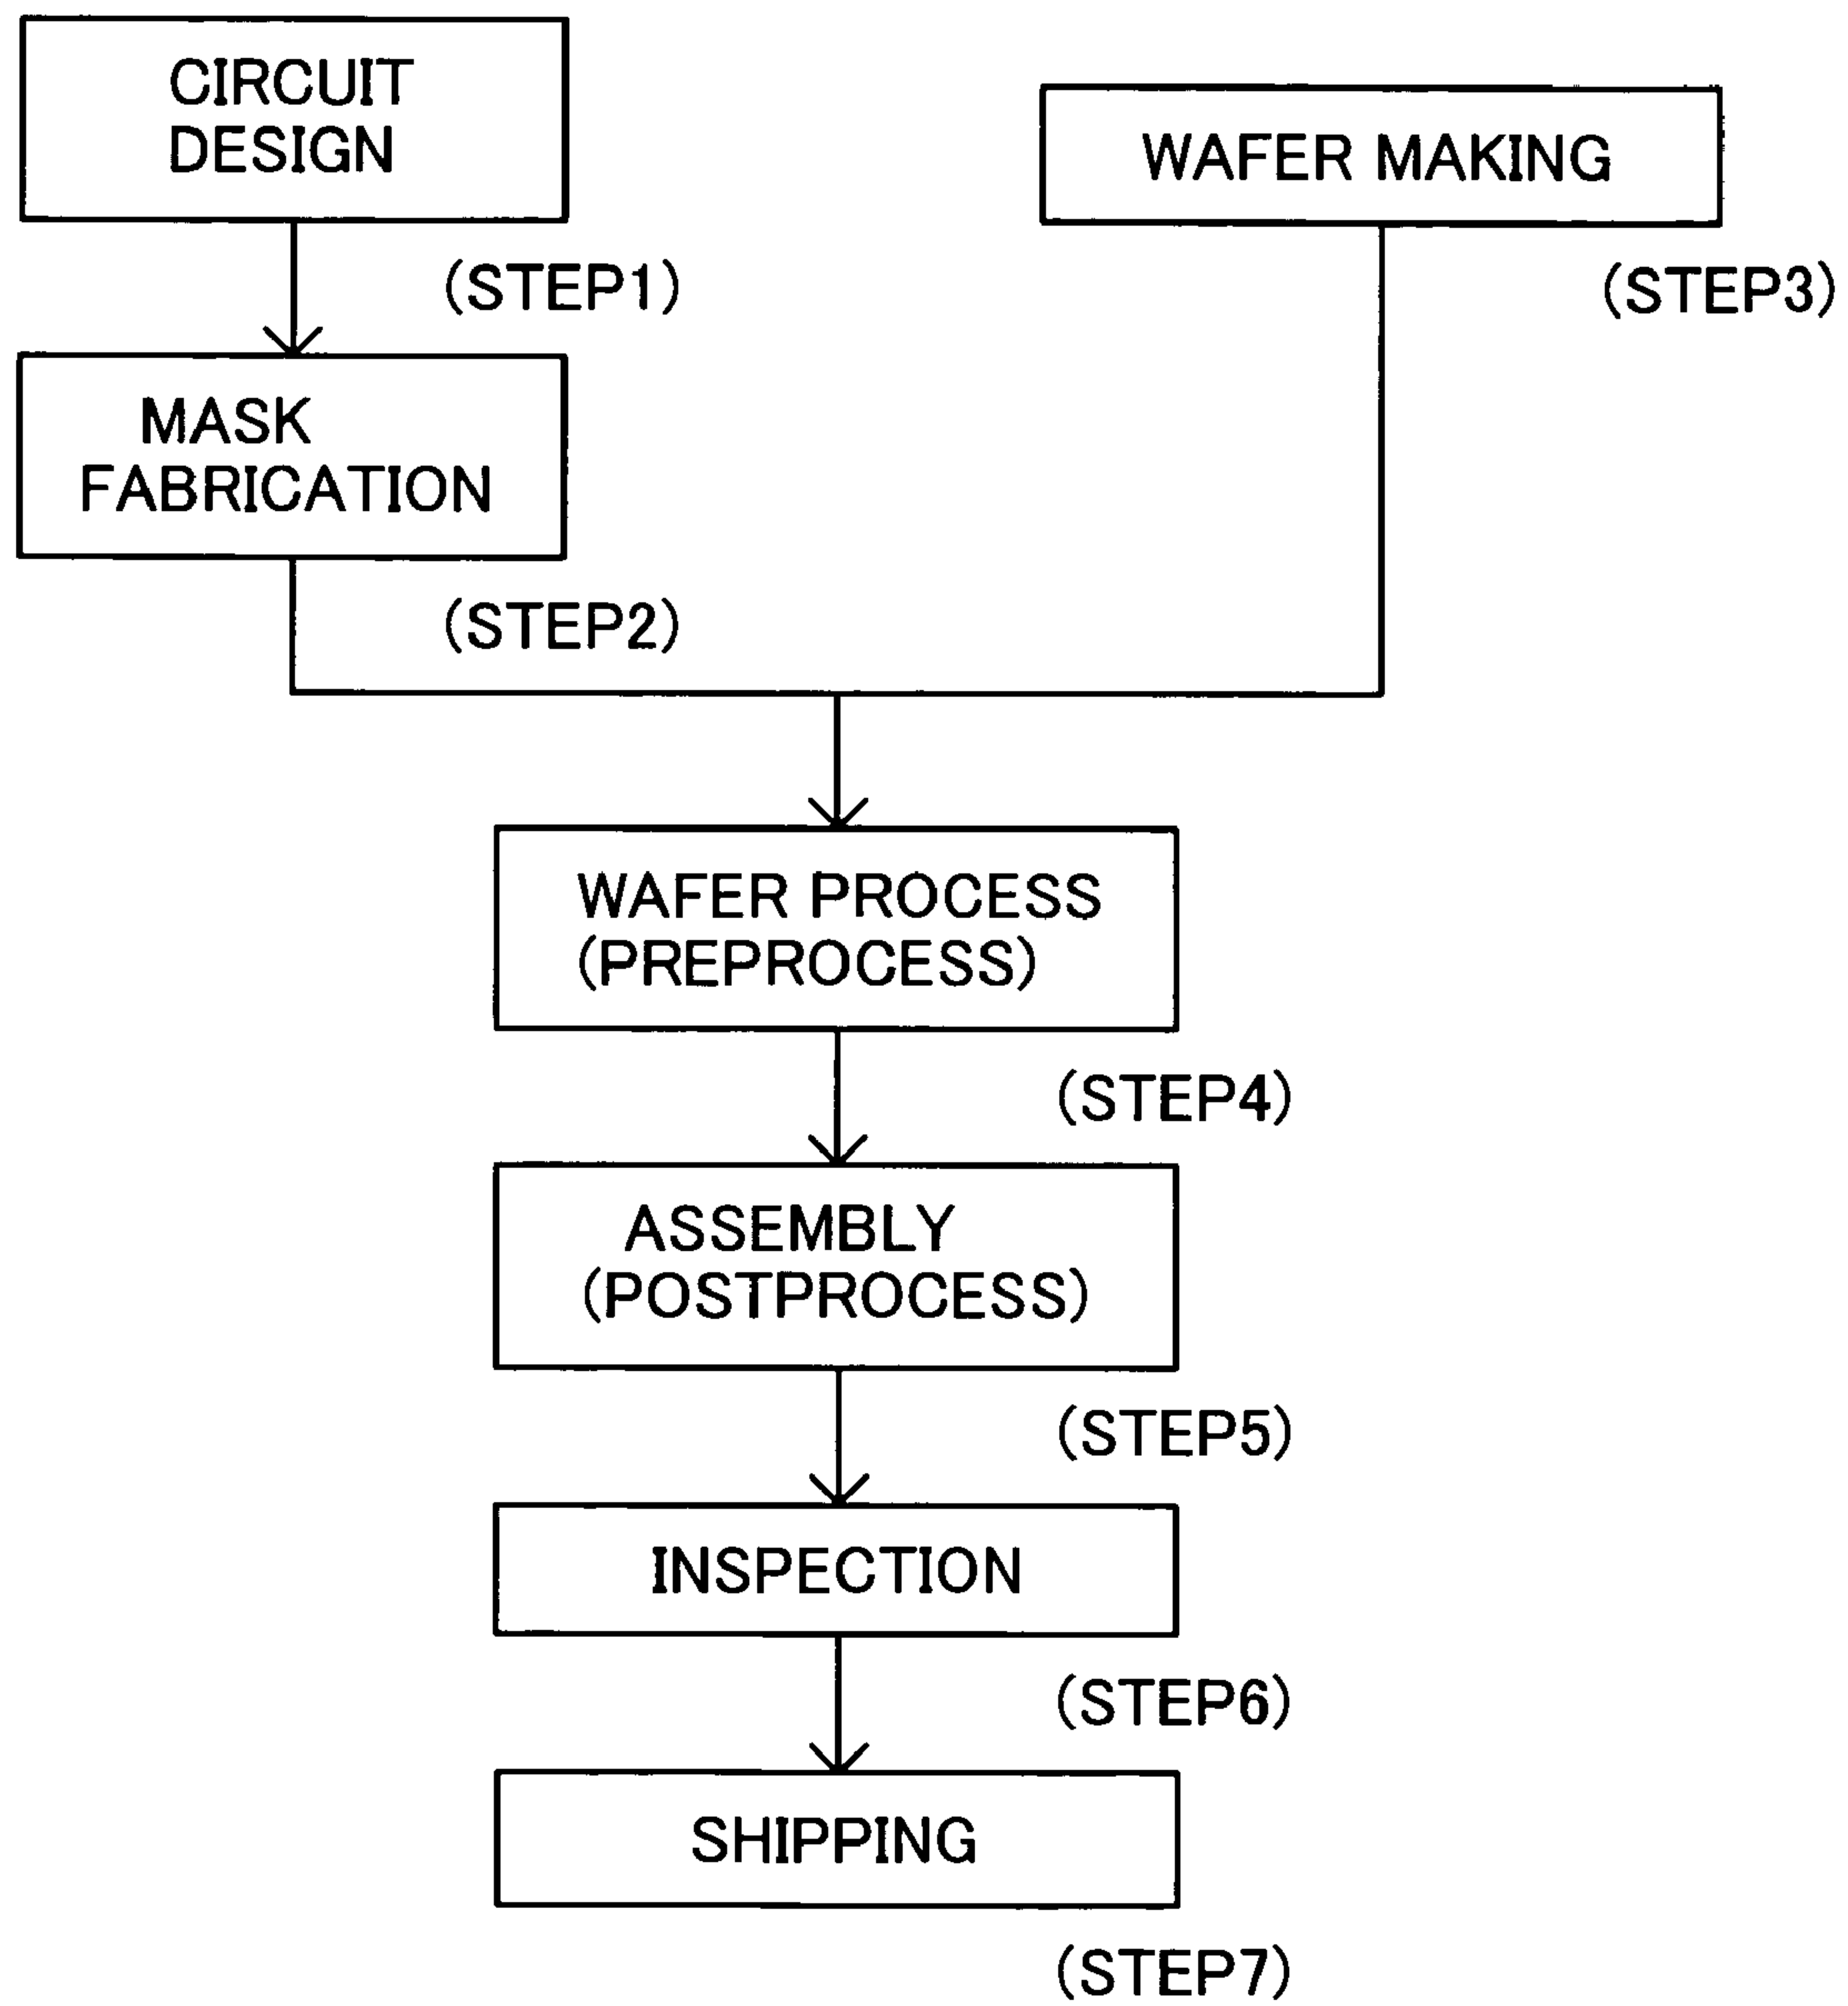 CIRCUIT
DESIGN
(STEP1)
MASK
FABRICATION
(STEP2)
WAFER MAKING
(STEP3)
WAFER PROCESS
(PREPROCESS)
(STEP4)
ASSEMBLY
(POSTPROCESS)
(STEP5)
INSPECTION
(STEP6)
SHIPPING
(STEP7)